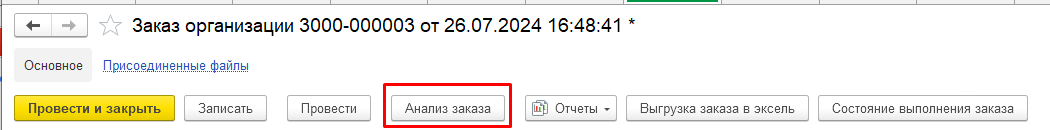 Заказ организации 3000-000003 от 26.07.2024 16:48:41 *
Основное Присоединенные файлы
Провести и закрыть Записать Провести Анализ заказа Отчеты Выгрузка заказа в эксель Состояние выполнения заказа